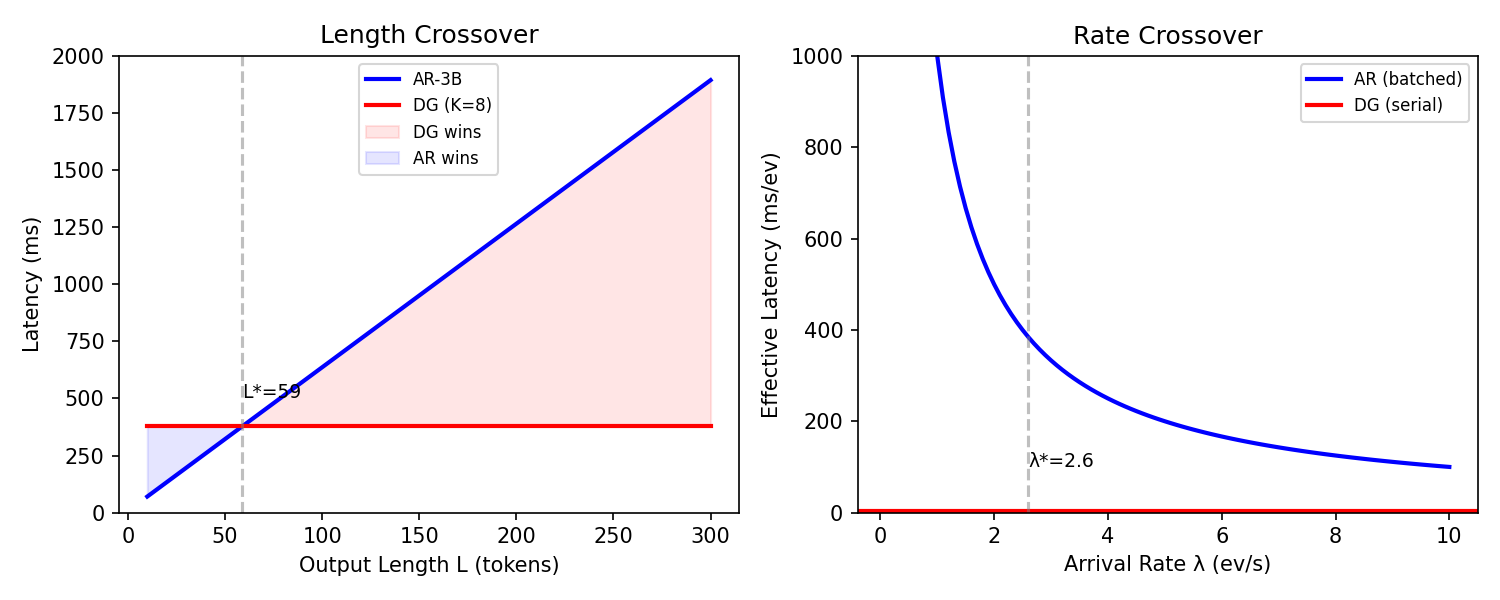 Length Crossover
2000
1750
1500
1250
1000
750
500
250
0
Latency (ms)
AR-3B
DG (K=8)
DG wins
AR wins
L*=59
0
50
100
150
200
250
300
Output Length L (tokens)
Rate Crossover
1000
800
600
400
200
0
Effective Latency (ms/ev)
AR (batched)
DG (serial)
λ*=2.6
0
2
4
6
8
10
Arrival Rate λ (ev/s)